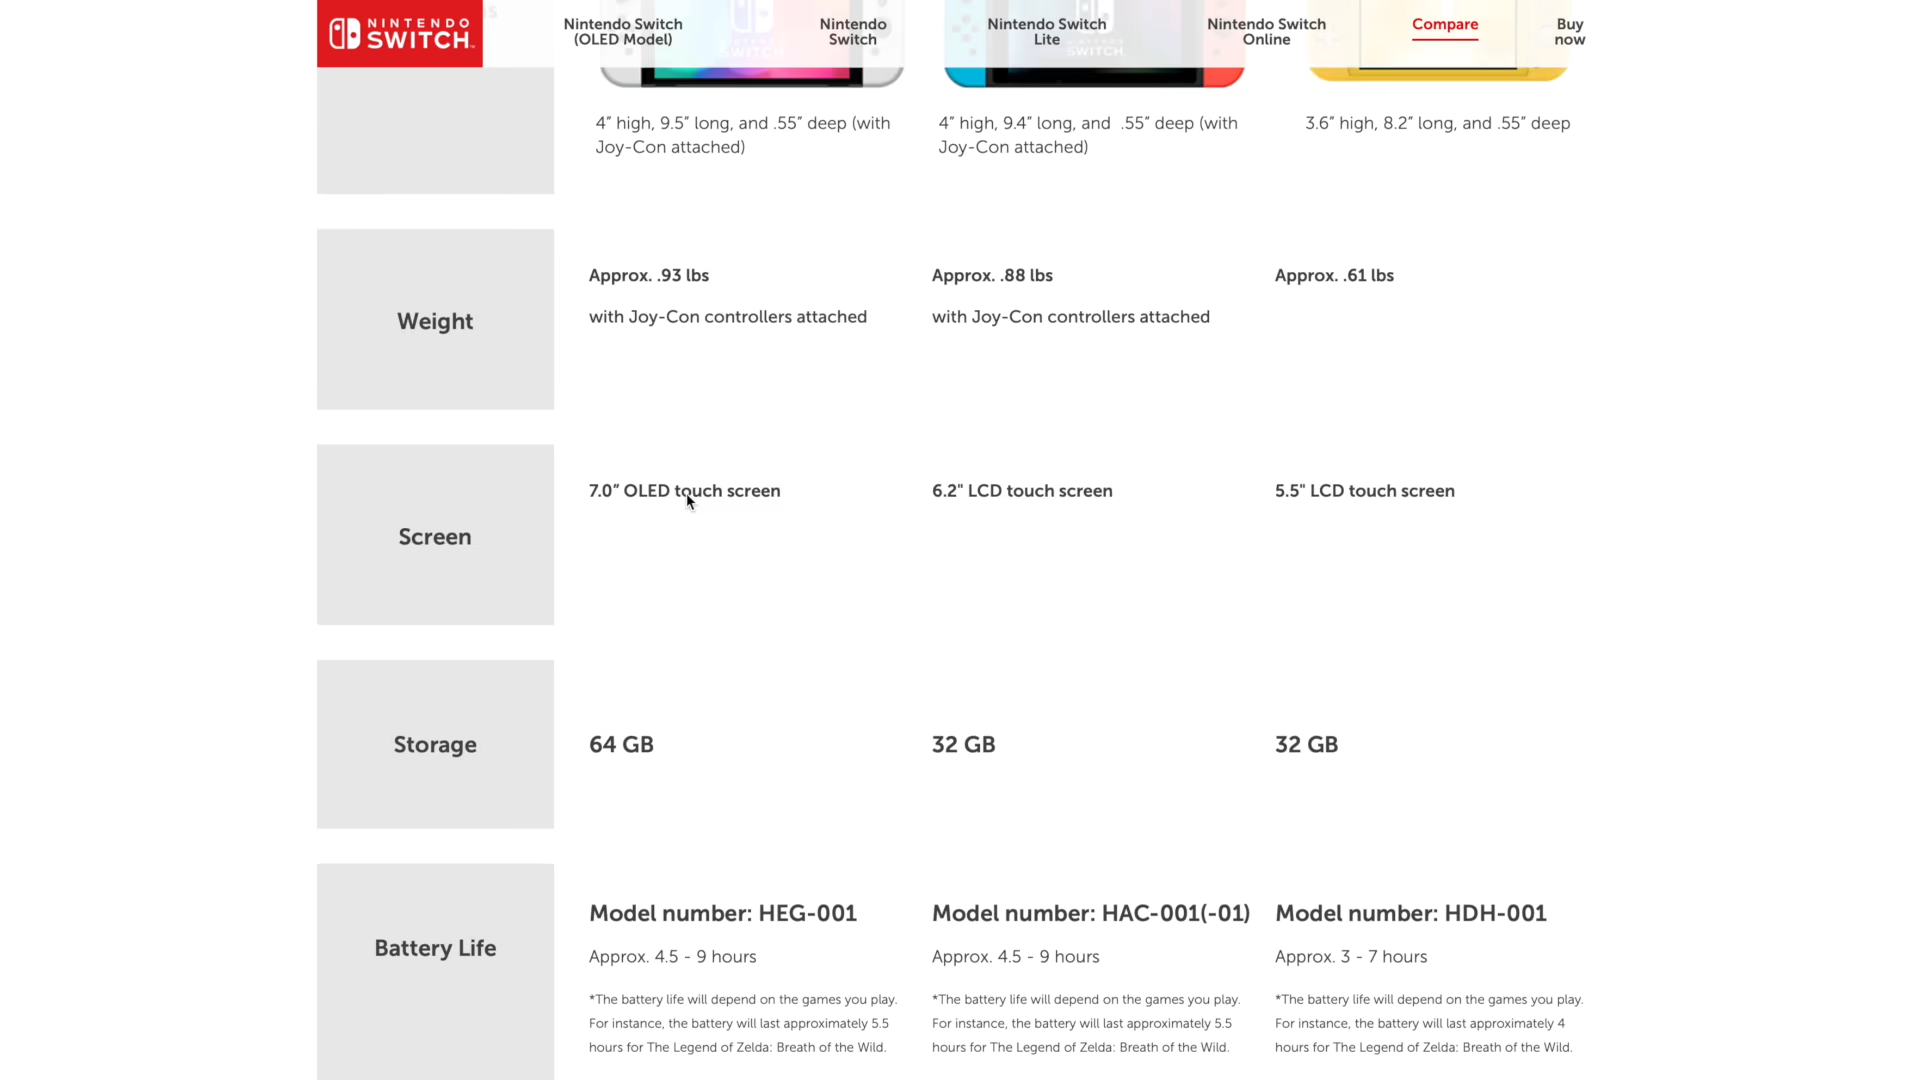 NINTENDO
SWITCH
Nintendo Switch
(OLED Model)
Nintendo
Switch
Nintendo Switch
Lite
Nintendo Switch
Online
Compare
Buy
now
4” high, 9.5” long, and .55” deep (with
Joy-Con attached)
4” high, 9.4” long, and .55” deep (with
Joy-Con attached)
3.6” high, 8.2” long, and .55” deep
Weight
Approx. .93 lbs
with Joy-Con controllers attached
Approx. .88 lbs
with Joy-Con controllers attached
Approx. .61 lbs
Screen
7.0” OLED touch screen
6.2" LCD touch screen
5.5" LCD touch screen
Storage
64 GB
32 GB
32 GB
Battery Life
Model number: HEG-001
Approx. 4.5 - 9 hours
*The battery life will depend on the games you play.
For instance, the battery will last approximately 5.5
hours for The Legend of Zelda: Breath of the Wild.
Model number: HAC-001(-01)
Approx. 4.5 - 9 hours
*The battery life will depend on the games you play.
For instance, the battery will last approximately 5.5
hours for The Legend of Zelda: Breath of the Wild.
Model number: HDH-001
Approx. 3 - 7 hours
*The battery life will depend on the games you play.
For instance, the battery will last approximately 4
hours for The Legend of Zelda: Breath of the Wild.